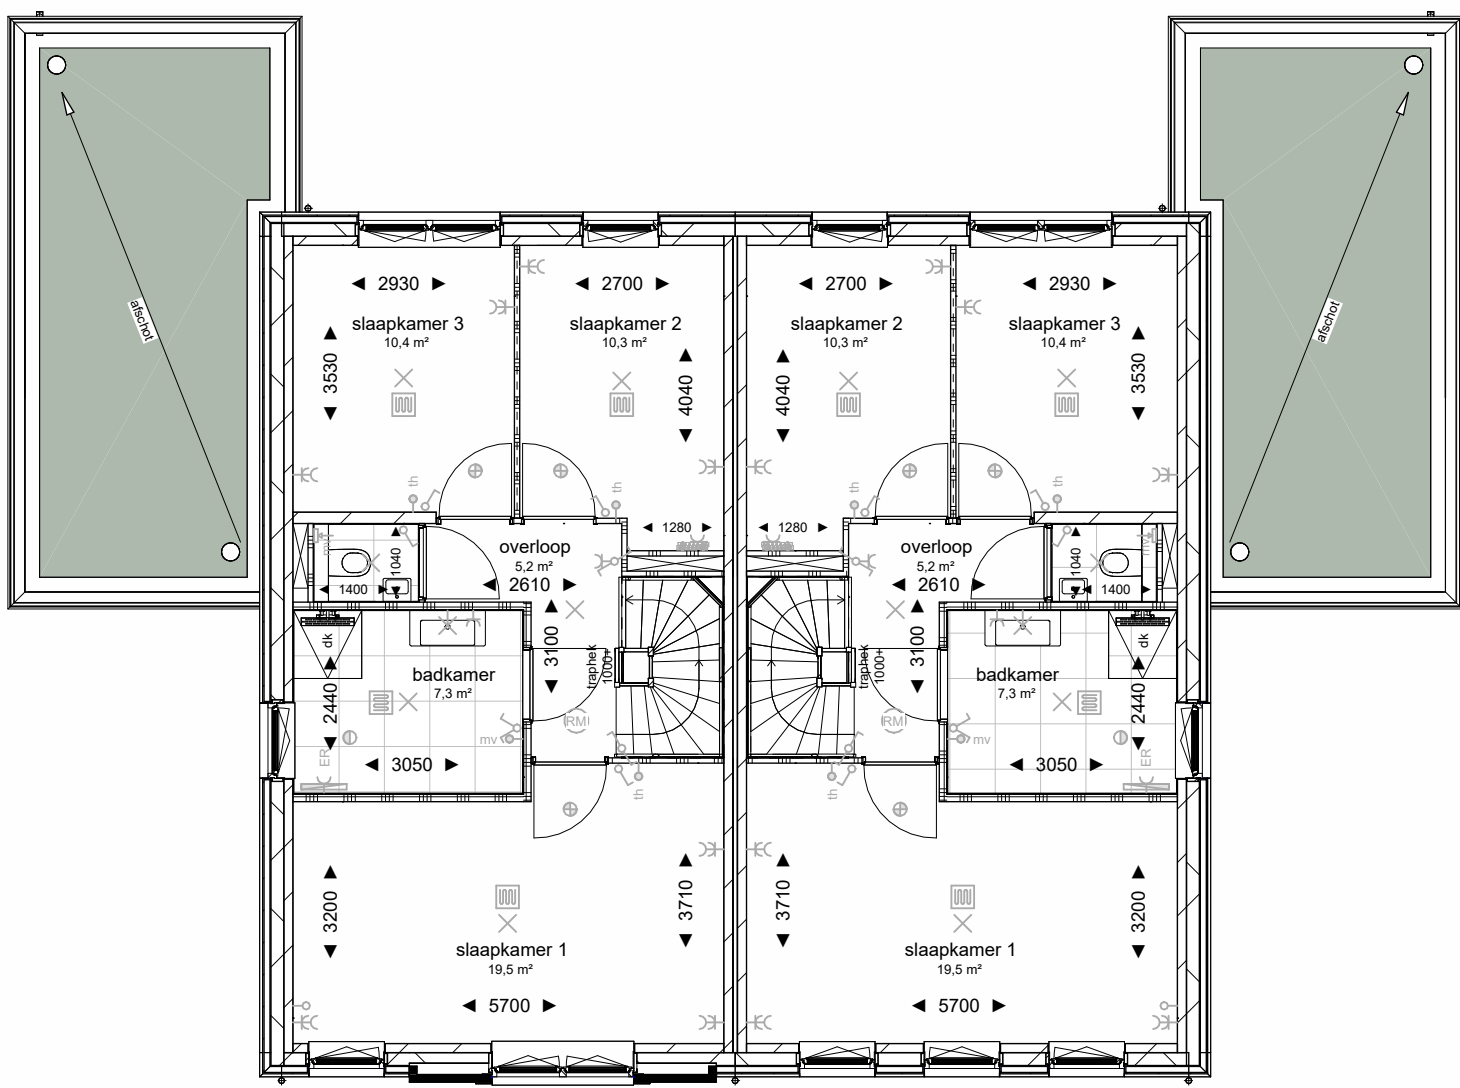 afschot
afschot
2930
2700
2700
2930
slaapkamer 3
10,4 m²
slaapkamer 2
10,3 m²
slaapkamer 2
10,3 m²
slaapkamer 3
10,4 m²
3530
4040
4040
3530
th
th
th
th
1280
1280
mv
1040
1400
overloop
5,2 m²
2610
overloop
5,2 m²
2610
1040
1400
mv
3100
traphek
1000+
traphek
1000+
3100
dk
2440
badkamer
7,3 m²
badkamer
7,3 m²
dk
2440
RM
RM
mv
mv
ER
3050
3050
ER
th
th
3200
3710
3710
3200
slaapkamer 1
19,5 m²
slaapkamer 1
19,5 m²
5700
5700